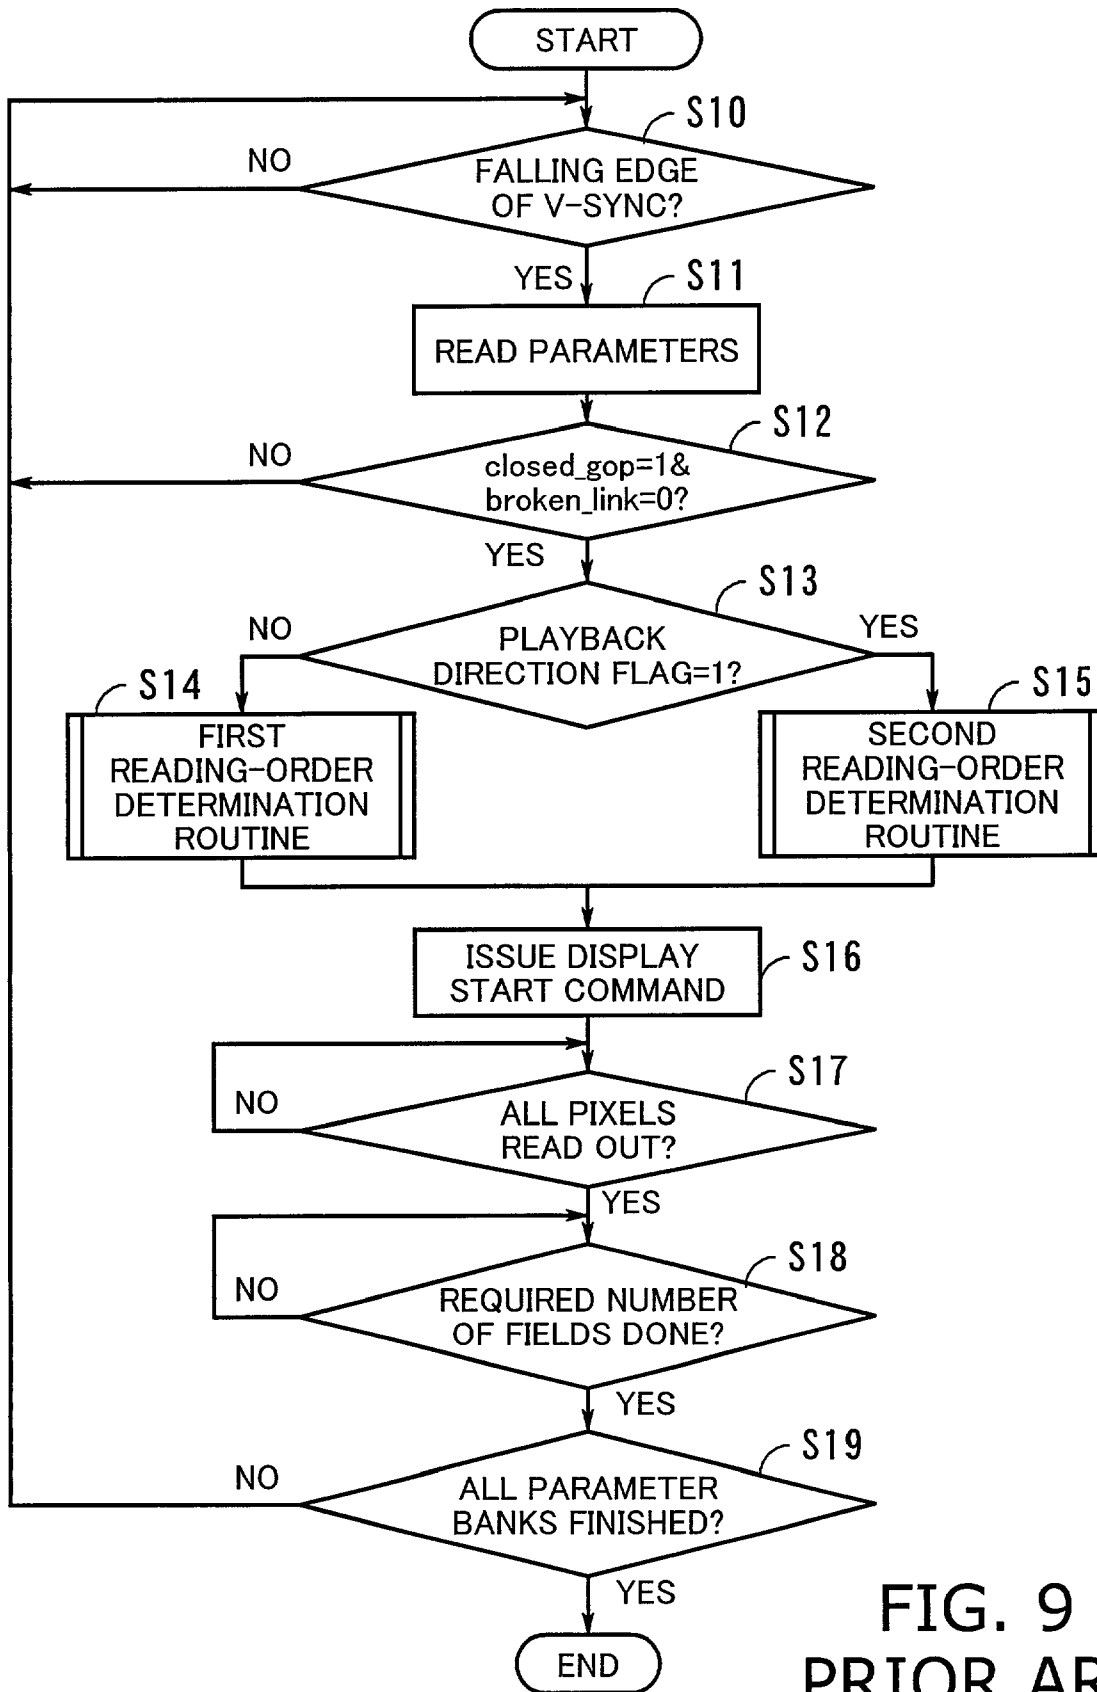 START
S10
NO
FALLING EDGE
OF V-SYNC?
YES
S11
READ PARAMETERS
S12
NO
closed_gop=1&
broken_link=0?
YES
S13
NO
PLAYBACK
DIRECTION FLAG=1?
YES
S14
FIRST
READING-ORDER
DETERMINATION
ROUTINE
S15
SECOND
READING-ORDER
DETERMINATION
ROUTINE
ISSUE DISPLAY
START COMMAND
S16
S17
NO
ALL PIXELS
READ OUT?
YES
S18
NO
REQUIRED NUMBER
OF FIELDS DONE?
YES
S19
NO
ALL PARAMETER
BANKS FINISHED?
YES
END
FIG. 9
PRIOR AR